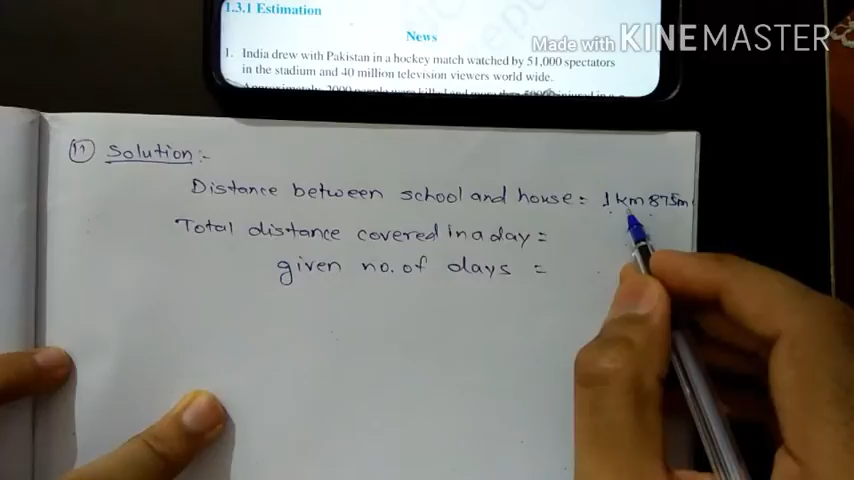 1.3.1 Estimation
News
Made with KINEMASTER
1. India drew with Pakistan in a hockey match watched by 51,000 spectators
in the stadium and 40 million television viewers world wide.
11 Solution:-
Distance between school and house = 1 km 875m
Total distance covered in a day =
given no. of days =